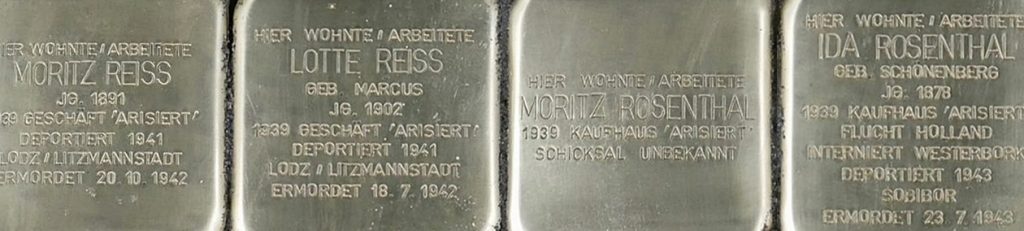 HIER WOHNTE/ARBEITETE
MORITZ REISS
JG. 1891
1939 GESCHÄFT 'ARISIERT'
DEPORTIERT 1941
LODZ/LITZMANNSTADT
ERMORDET 20.10.1942
HIER WOHNTE/ARBEITETE
LOTTE REISS
GEB. MARCUS
JG. 1902
1939 GESCHÄFT 'ARISIERT'
DEPORTIERT 1941
LODZ/LITZMANNSTADT
ERMORDET 18.7.1942
HIER WOHNTE/ARBEITETE
MORITZ ROSENTHAL
1939 KAUFHAUS 'ARISIERT'
SCHICKSAL UNBEKANNT
HIER WOHNTE/ARBEITETE
IDA ROSENTHAL
GEB. SCHÖNENBERG
JG. 1878
1939 KAUFHAUS 'ARISIERT'
FLUCHT HOLLAND
INTERNIERT WESTERBORK
DEPORTIERT 1943
SOBIBOR
ERMORDET 23.7.1943